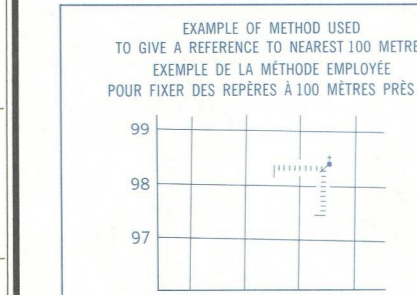 EXAMPLE OF METHOD USED
TO GIVE A REFERENCE TO NEAREST 100 METRE
EXEMPLE DE LA MÉTHODE EMPLOYÉE
POUR FIXER DES REPÈRES À 100 MÈTRES PRÈS
99
98
97